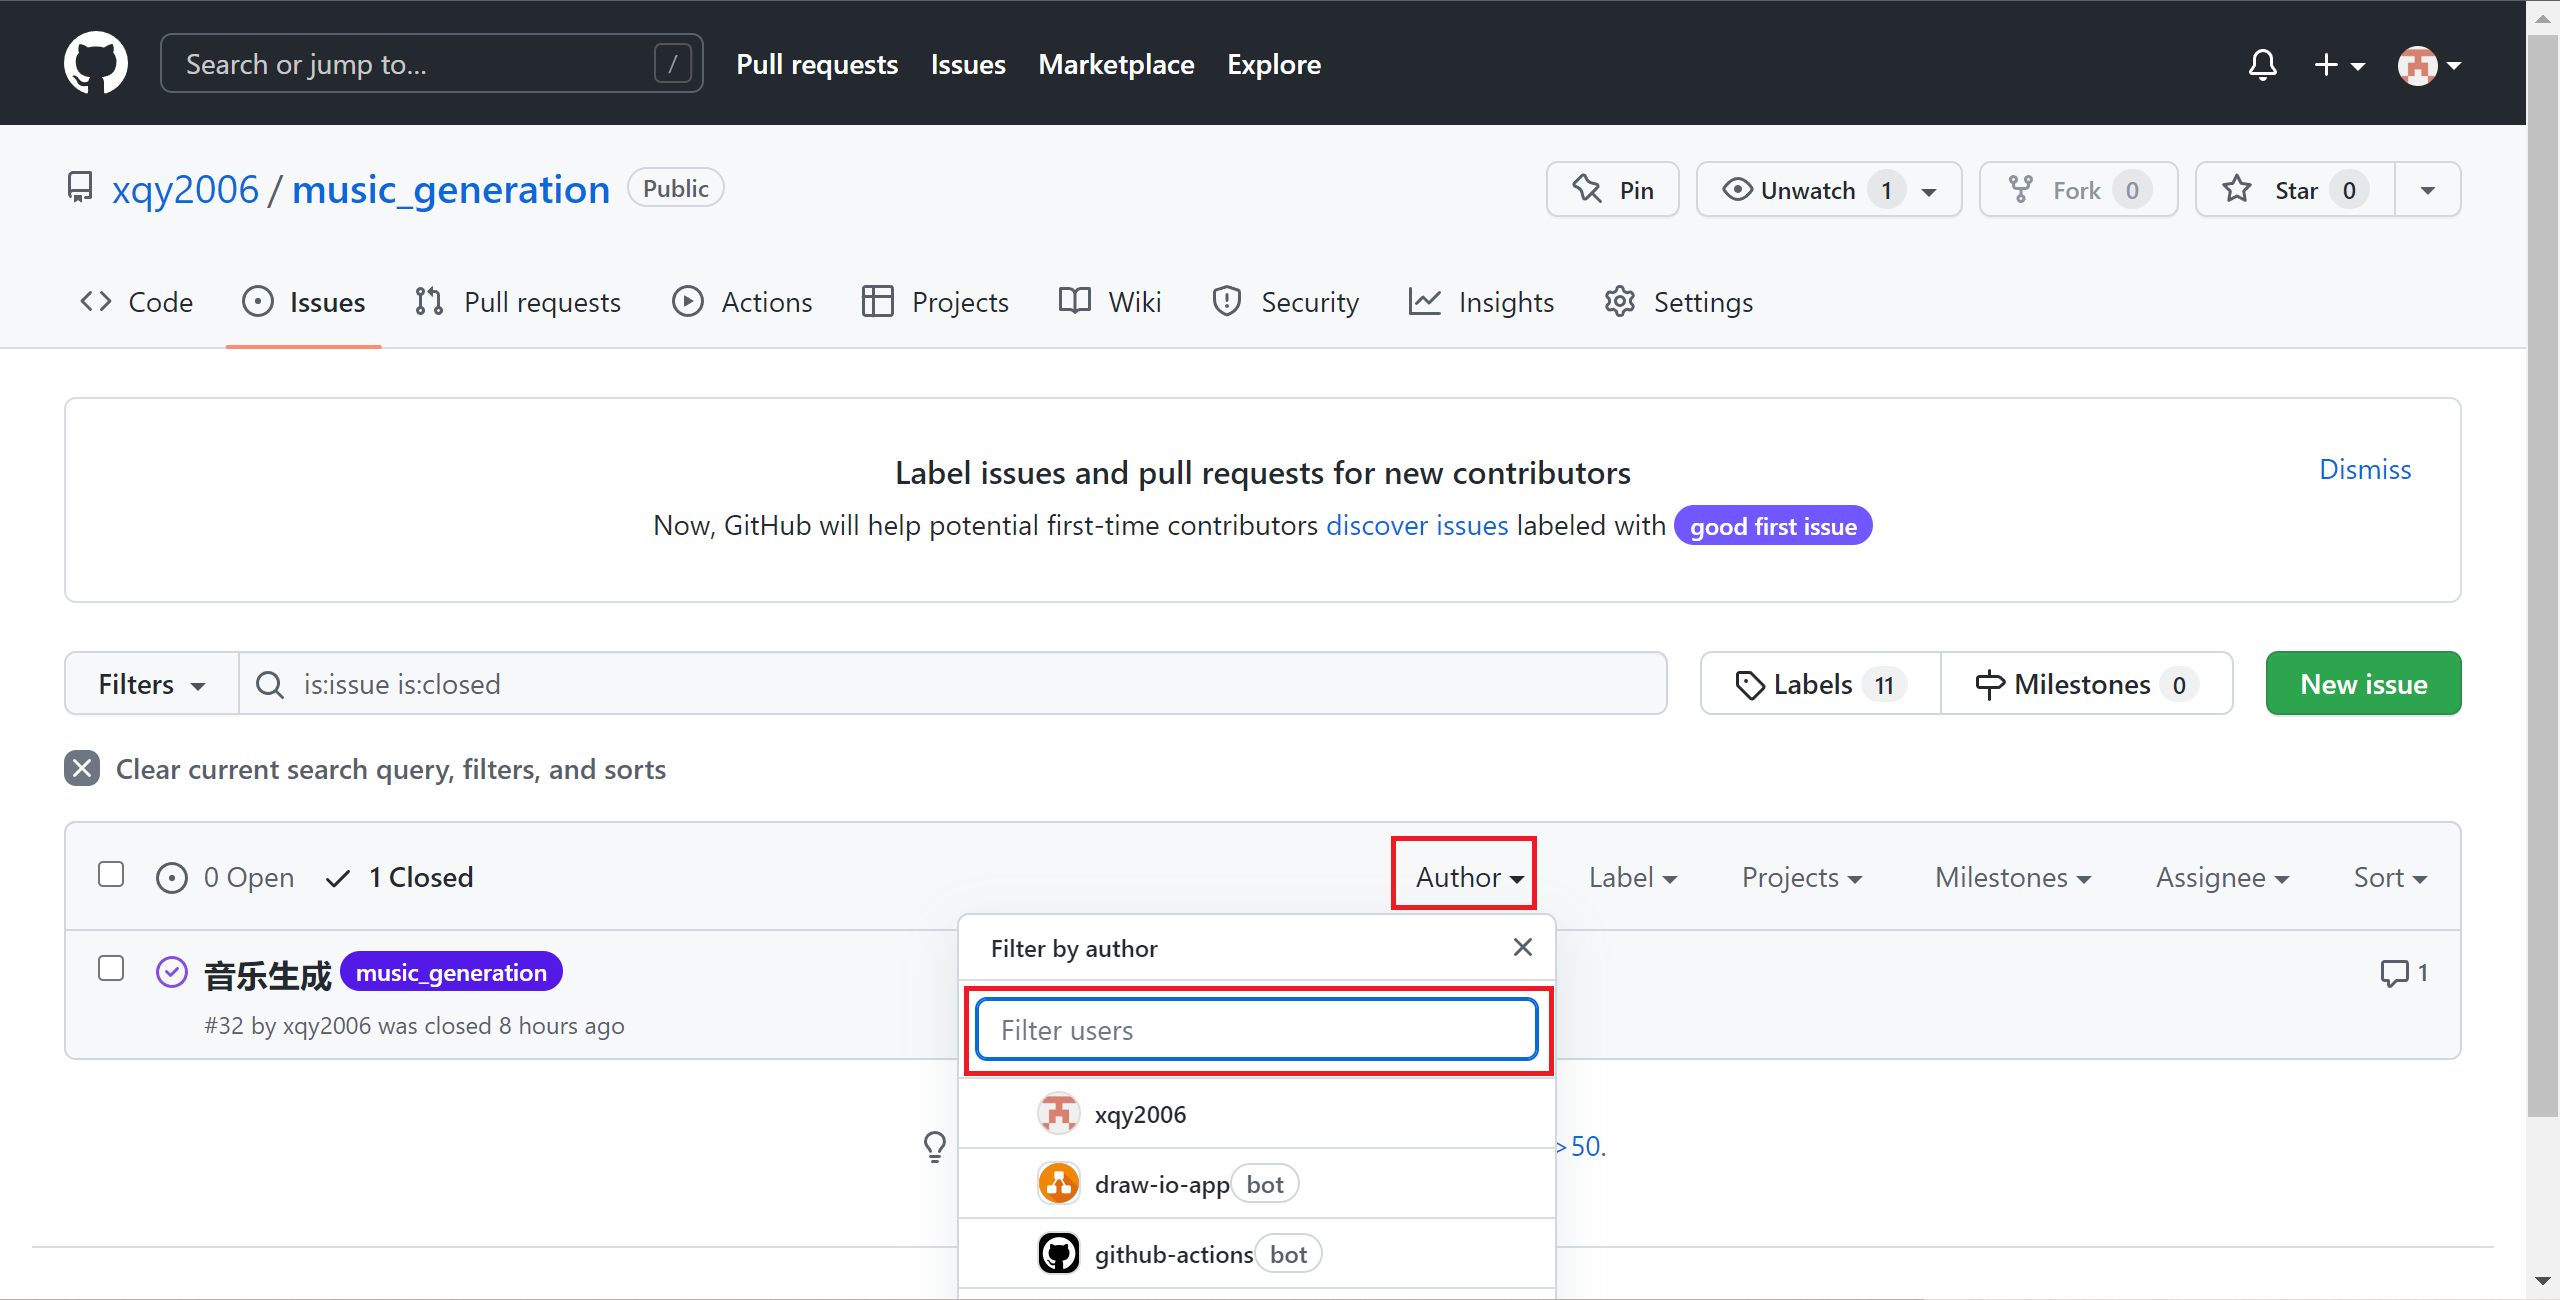 Search or jump to... / Pull requests Issues Marketplace Explore
xqy2006 / music_generation Public Pin Unwatch 1 Fork 0 Star 0
Code Issues Pull requests Actions Projects Wiki Security Insights Settings
Label issues and pull requests for new contributors
Dismiss
Now, GitHub will help potential first-time contributors discover issues labeled with good first issue
Filters is:issue is:closed Labels 11 Milestones 0 New issue
Clear current search query, filters, and sorts
0 Open 1 Closed Author Label Projects Milestones Assignee Sort
Filter by author
音乐生成 music_generation 1
#32 by xqy2006 was closed 8 hours ago
Filter users
xqy2006
>50.
draw-io-app bot
github-actions bot